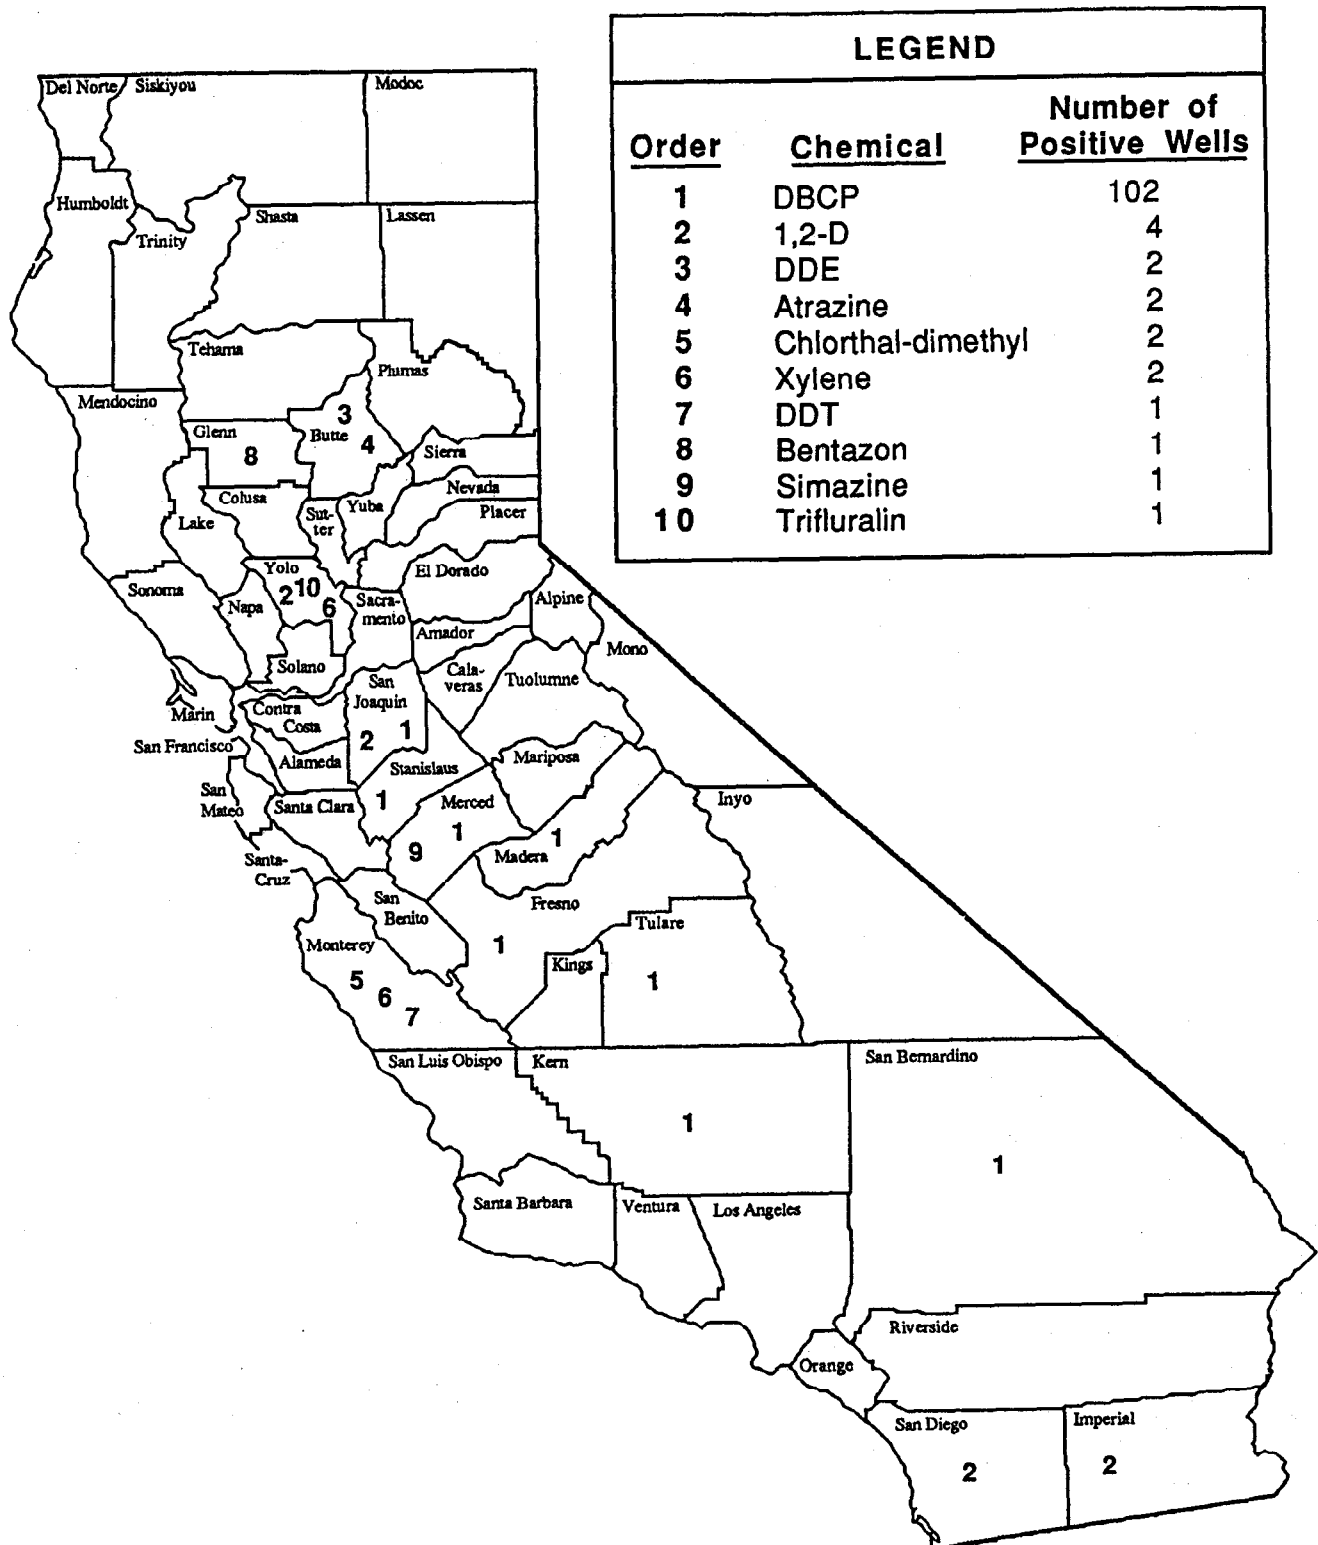 LEGEND
Number of
Order Chemical Positive Wells
1 DBCP 102
2 1,2-D 4
3 DDE 2
4 Atrazine 2
5 Chlorthal-dimethyl 2
6 Xylene 2
7 DDT 1
8 Bentazon 1
9 Simazine 1
10 Trifluralin 1
Del Norte Siskiyou Modoc
Humboldt
Trinity
Shasta Lassen
Tehama
Plumas
Mendocino
Glenn
8
3
Butte
4
Sierra
Colusa
Nevada
Lake
Sut-
ter
Yuba
Placer
Yolo
2 10
6
El Dorado
Sonoma
Napa
Sacra-
mento
Alpine
Amador
Mono
Solano
Cala-
veras
Tuolumne
Marin
Contra
Costa
San
Joaquin
2 1
San Francisco
Alameda
Stanislaus
1
Mariposa
San
Mateo
Santa Clara
Merced
1
9
Madera
1
Inyo
Santa-
Cruz
San
Benito
Fresno
1
Tulare
1
Monterey
5
6
7
Kings
San Luis Obispo
Kern
1
San Bernardino
1
Santa Barbara
Ventura
Los Angeles
Riverside
Orange
San Diego
2
Imperial
2